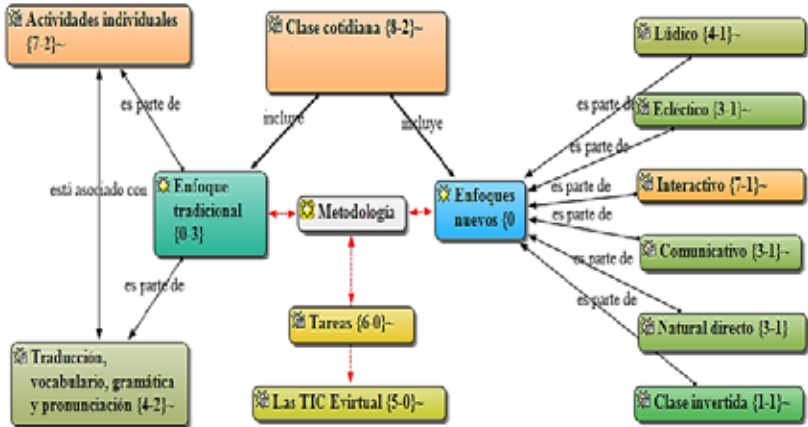 Actividades individuales
{7-2}~
Clase cotidiana {8-2}~
Lúdico {4-1}~
es parte de
Ecléctico {3-1}~
es parte de
incluye
incluye
es parte de
Interactivo {7-1}~
es parte de
está asociado con
Enfoque
tradicional
{0-3}
Metodología
Enfoques
nuevos {0
es parte de
Comunicativo {3-1}~
es parte de
es parte de
Natural directo {3-1}
es parte de
Tareas {6-0}~
Traducción,
vocabulario, gramática
y pronunciación {4-2}~
Las TIC Evirtual {5-0}~
Clase invertida {1-1}~